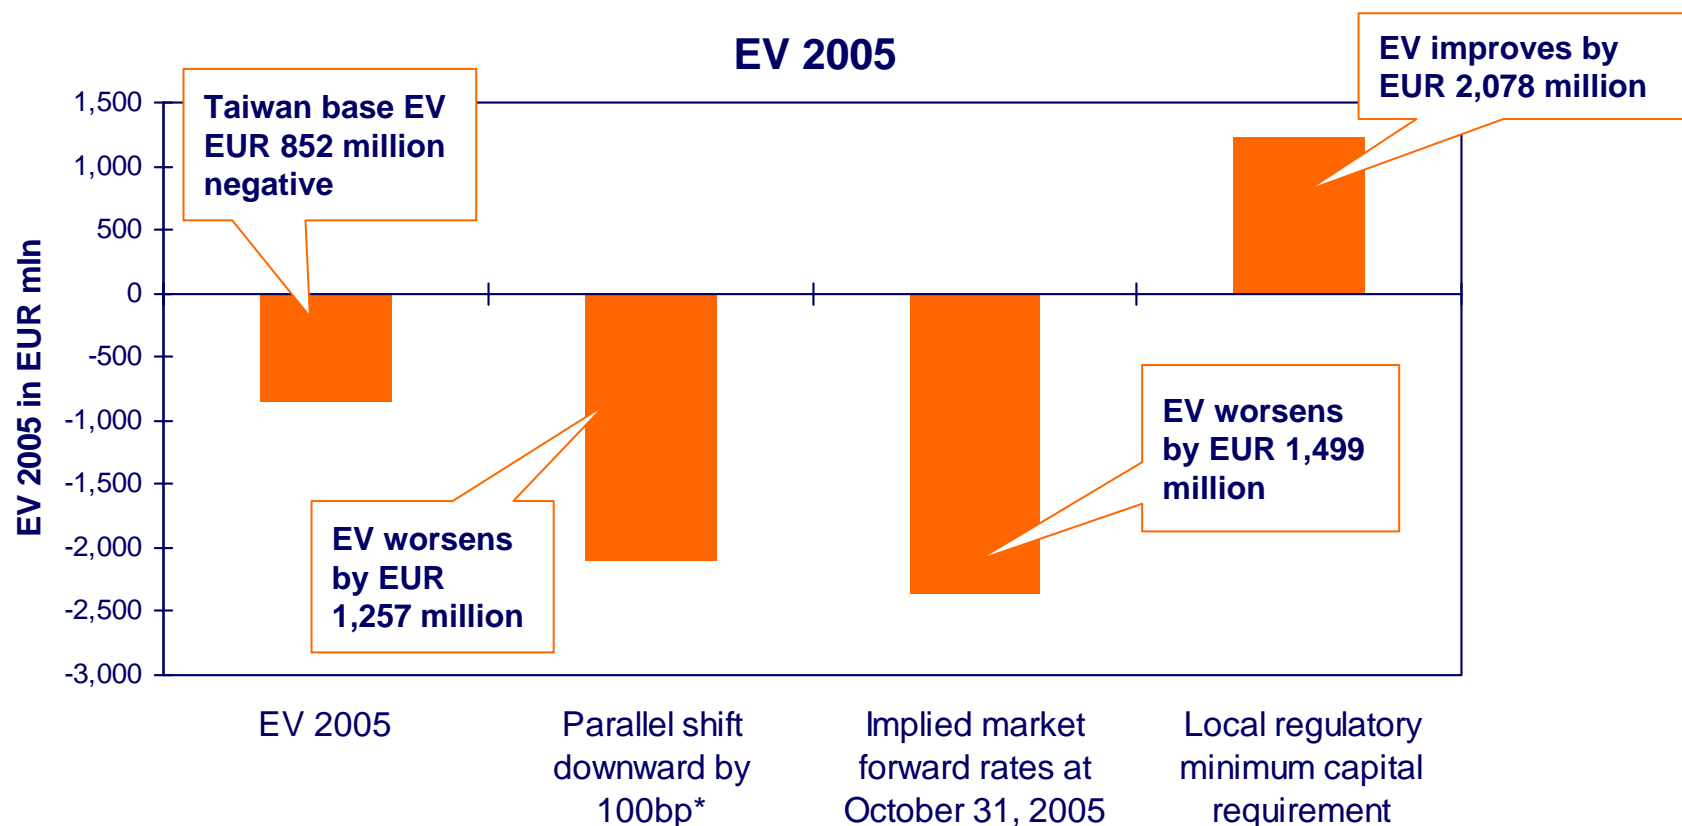 EV 2005
EV improves by
EUR 2,078 million
Taiwan base EV
EUR 852 million
negative
EV 2005 in EUR mln
1,500
1,000
500
0
-500
-1,000
-1,500
-2,000
-2,500
-3,000
EV worsens
by EUR 1,499
million
EV worsens
by EUR
1,257 million
EV 2005
Parallel shift
downward by
100bp*
Implied market
forward rates at
October 31, 2005
Local regulatory
minimum capital
requirement